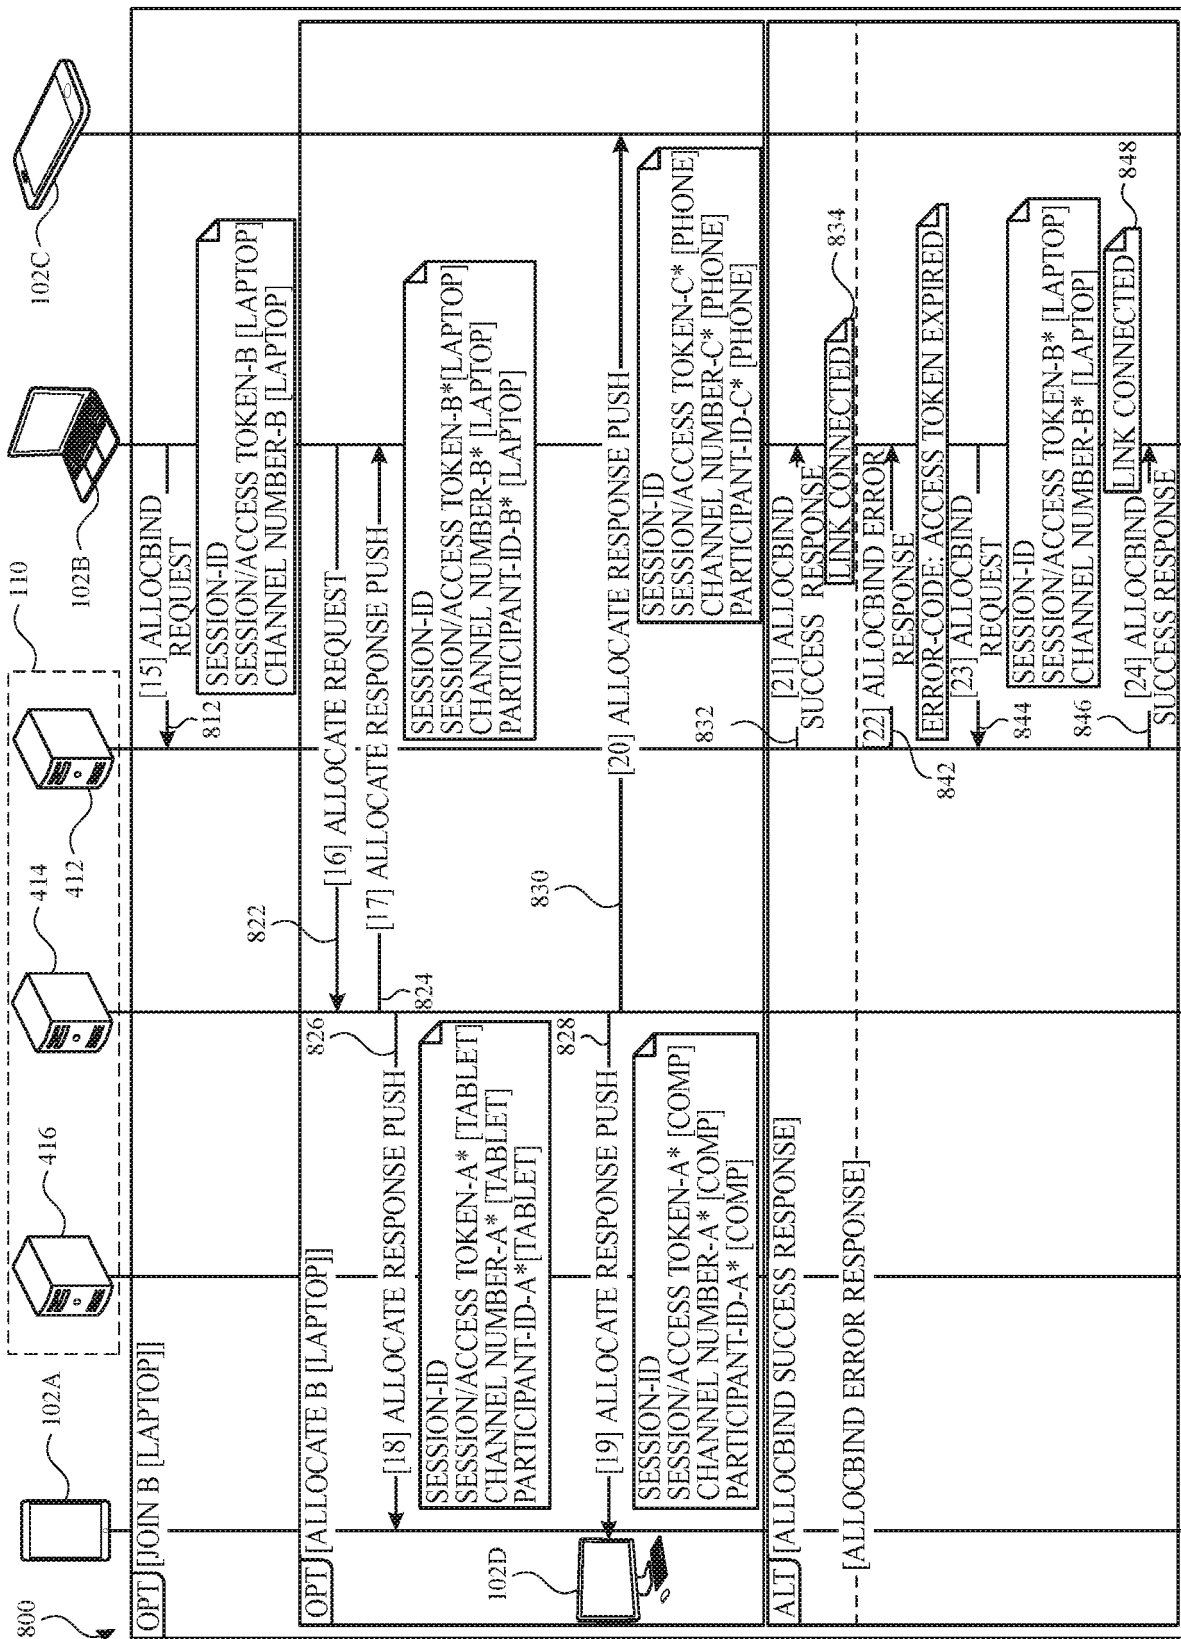 800
102A
416
414
412
110
102B
102C
OPT
[JOIN B [LAPTOP]]
[15] ALLOCBIND
REQUEST
812
SESSION-ID
SESSION/ACCESS TOKEN-B [LAPTOP]
CHANNEL NUMBER-B [LAPTOP]
OPT
[ALLOCATE B [LAPTOP]]
822
[16] ALLOCATE REQUEST
[17] ALLOCATE RESPONSE PUSH
824
SESSION-ID
SESSION/ACCESS TOKEN-B*[LAPTOP]
CHANNEL NUMBER-B* [LAPTOP]
PARTICIPANT-ID-B* [LAPTOP]
826
[18] ALLOCATE RESPONSE PUSH
SESSION-ID
SESSION/ACCESS TOKEN-A* [TABLET]
CHANNEL NUMBER-A* [TABLET]
PARTICIPANT-ID-A*[TABLET]
102D
828
[19] ALLOCATE RESPONSE PUSH
SESSION-ID
SESSION/ACCESS TOKEN-A* [COMP]
CHANNEL NUMBER-A* [COMP]
PARTICIPANT-ID-A* [COMP]
830
[20] ALLOCATE RESPONSE PUSH
SESSION-ID
SESSION/ACCESS TOKEN-C* [PHONE]
CHANNEL NUMBER-C* [PHONE]
PARTICIPANT-ID-C* [PHONE]
ALT
[ALLOCBIND SUCCESS RESPONSE]
832
[21] ALLOCBIND
SUCCESS RESPONSE
LINK CONNECTED
834
[ALLOCBIND ERROR RESPONSE]
[22] ALLOCBIND ERROR
RESPONSE
842
ERROR-CODE: ACCESS TOKEN EXPIRED
[23] ALLOCBIND
REQUEST
844
SESSION-ID
SESSION/ACCESS TOKEN-B* [LAPTOP]
CHANNEL NUMBER-B* [LAPTOP]
LINK CONNECTED
848
846
[24] ALLOCBIND
SUCCESS RESPONSE